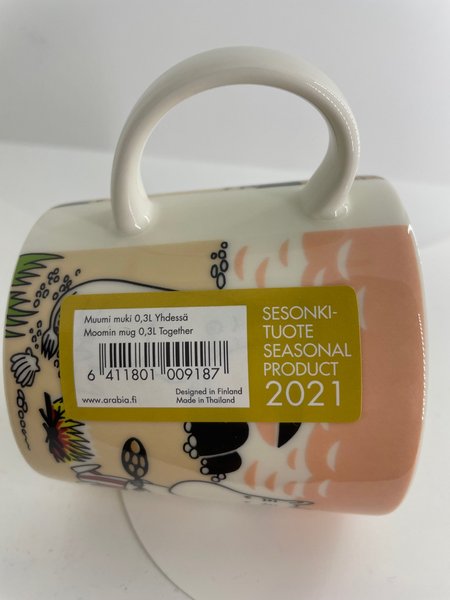 Muumi muki 0,3L Yhdessä
Moomin mug 0,3L Together
6 411801 009187
www.arabia.fi
Designed in Finland
Made in Thailand
SESONKI-
TUOTE
SEASONAL
PRODUCT
2021